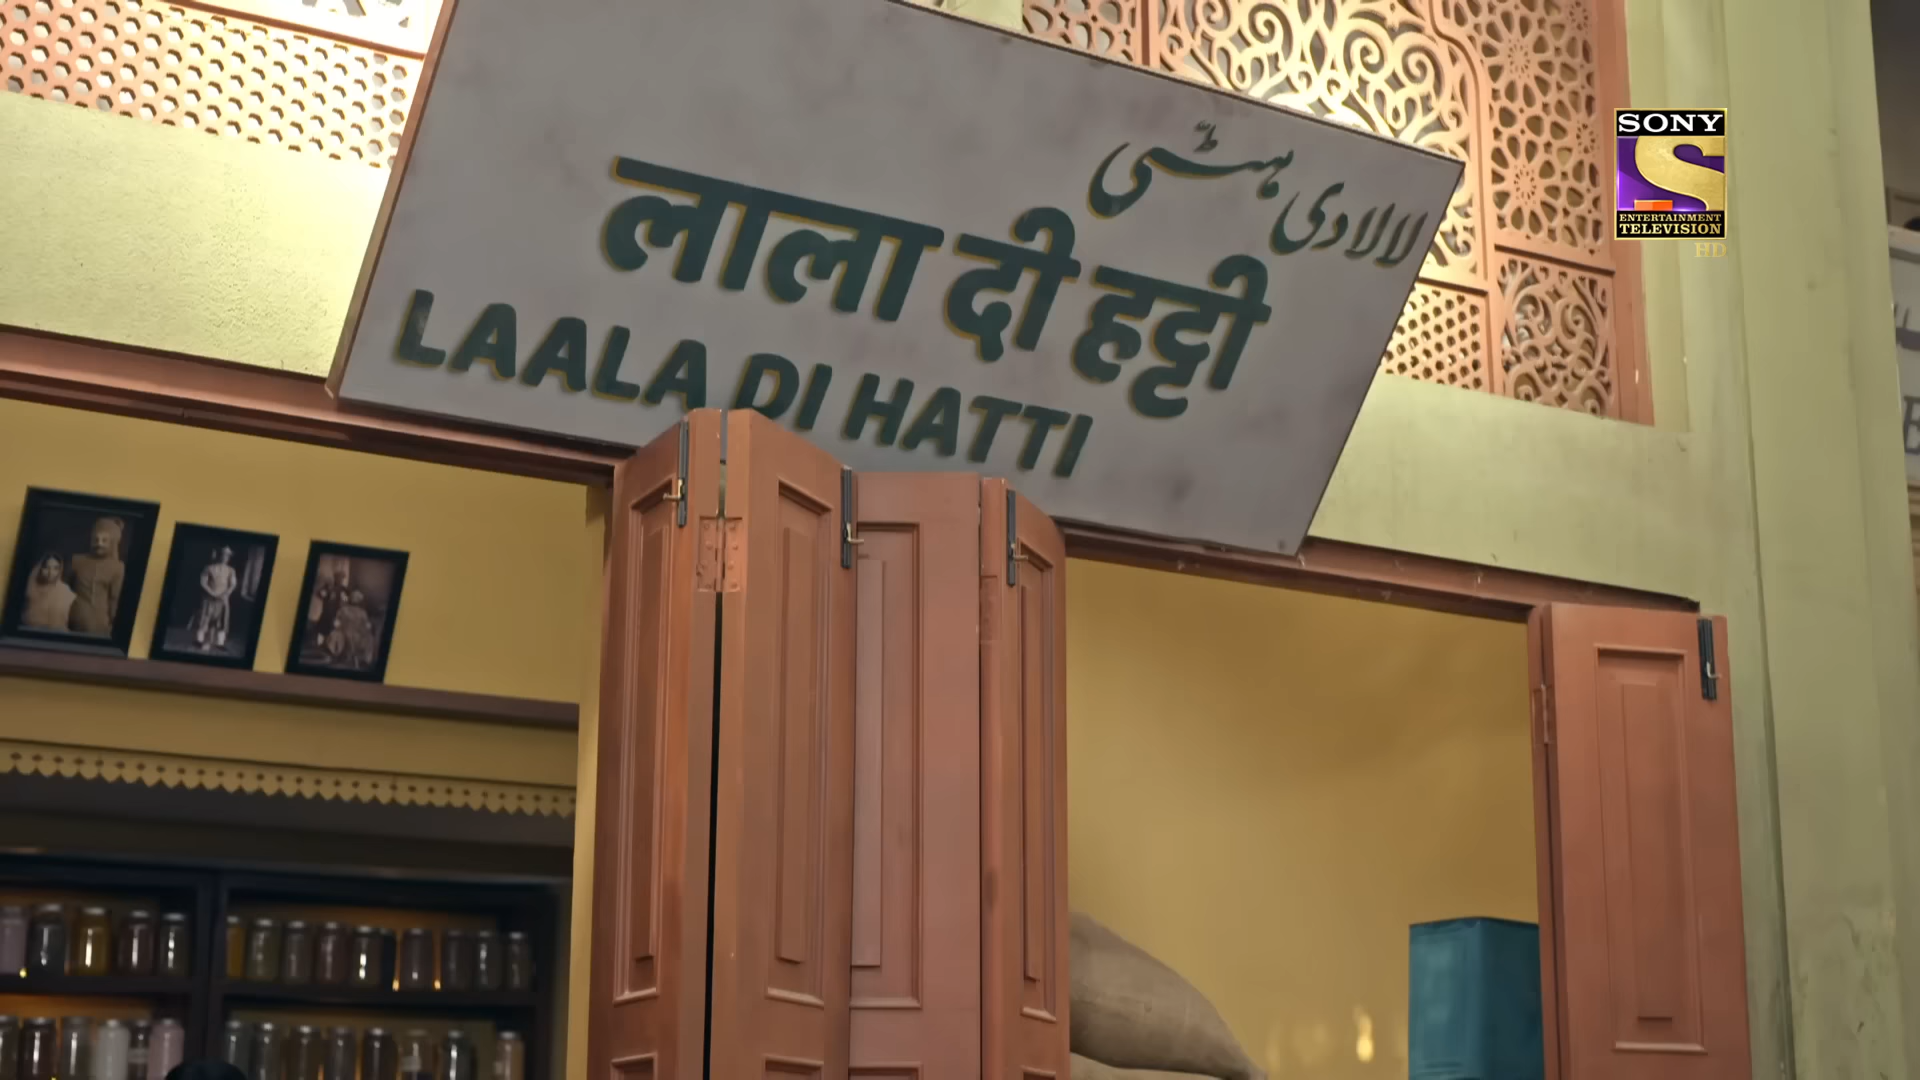 لالا دی ہٹی
लाला दी हट्टी
LAALA DI HATTI
SONY
ENTERTAINMENT
TELEVISION
HD